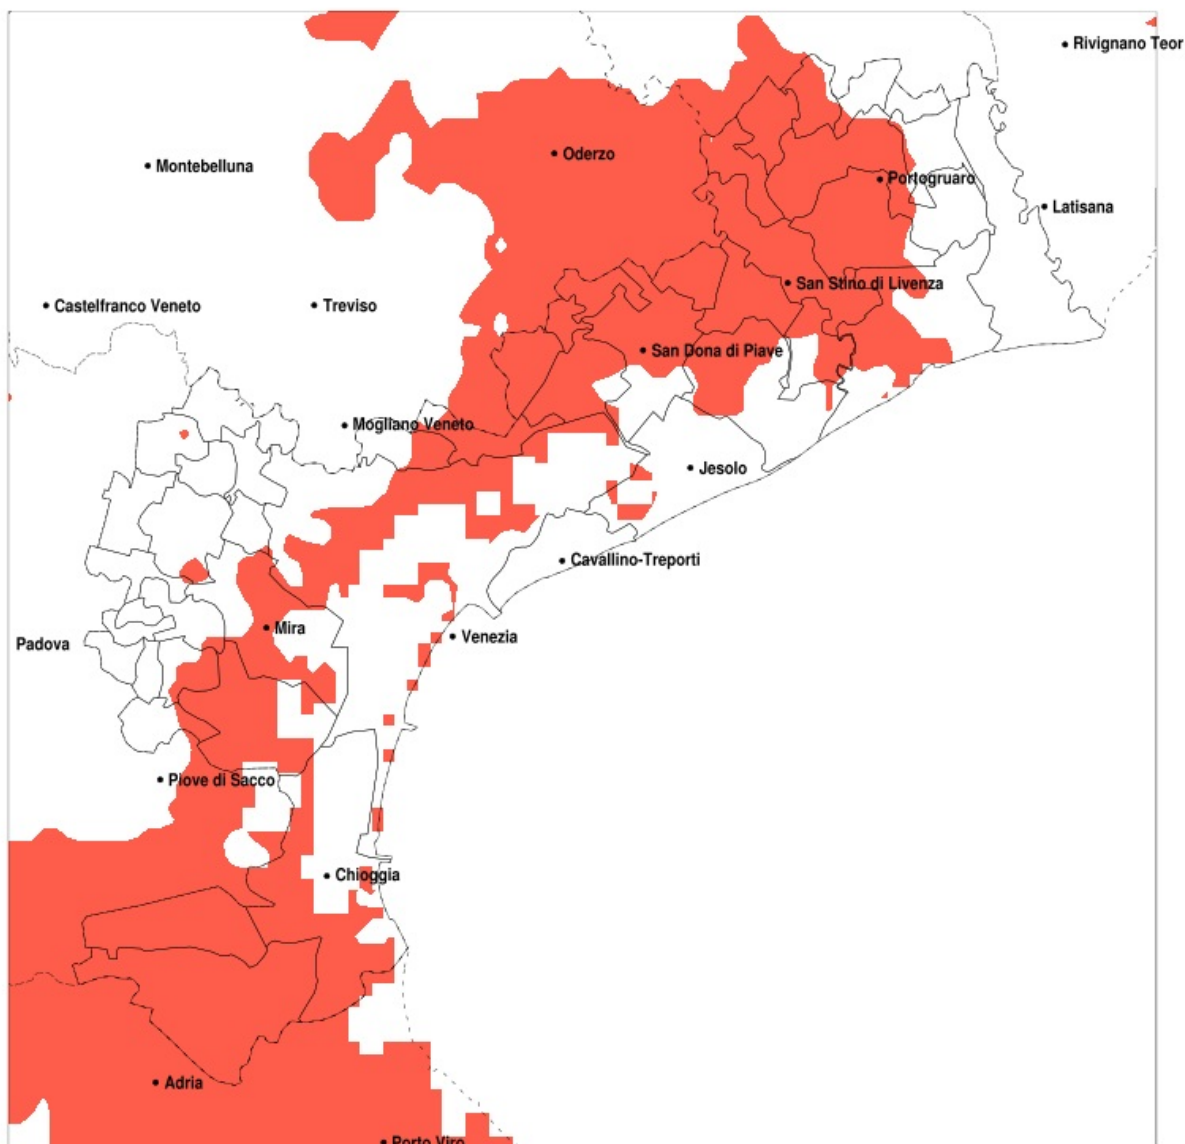 Rivignano Teor
Oderzo
Montebelluna
Portogruaro
Latisana
San Stino di Livenza
Castelfranco Veneto
Treviso
San Dona di Piave
Mogliano Veneto
Jesolo
Cavallino-Treporti
Mira
Venezia
Padova
Piove di Sacco
Chioggia
Adria
Porto Viro